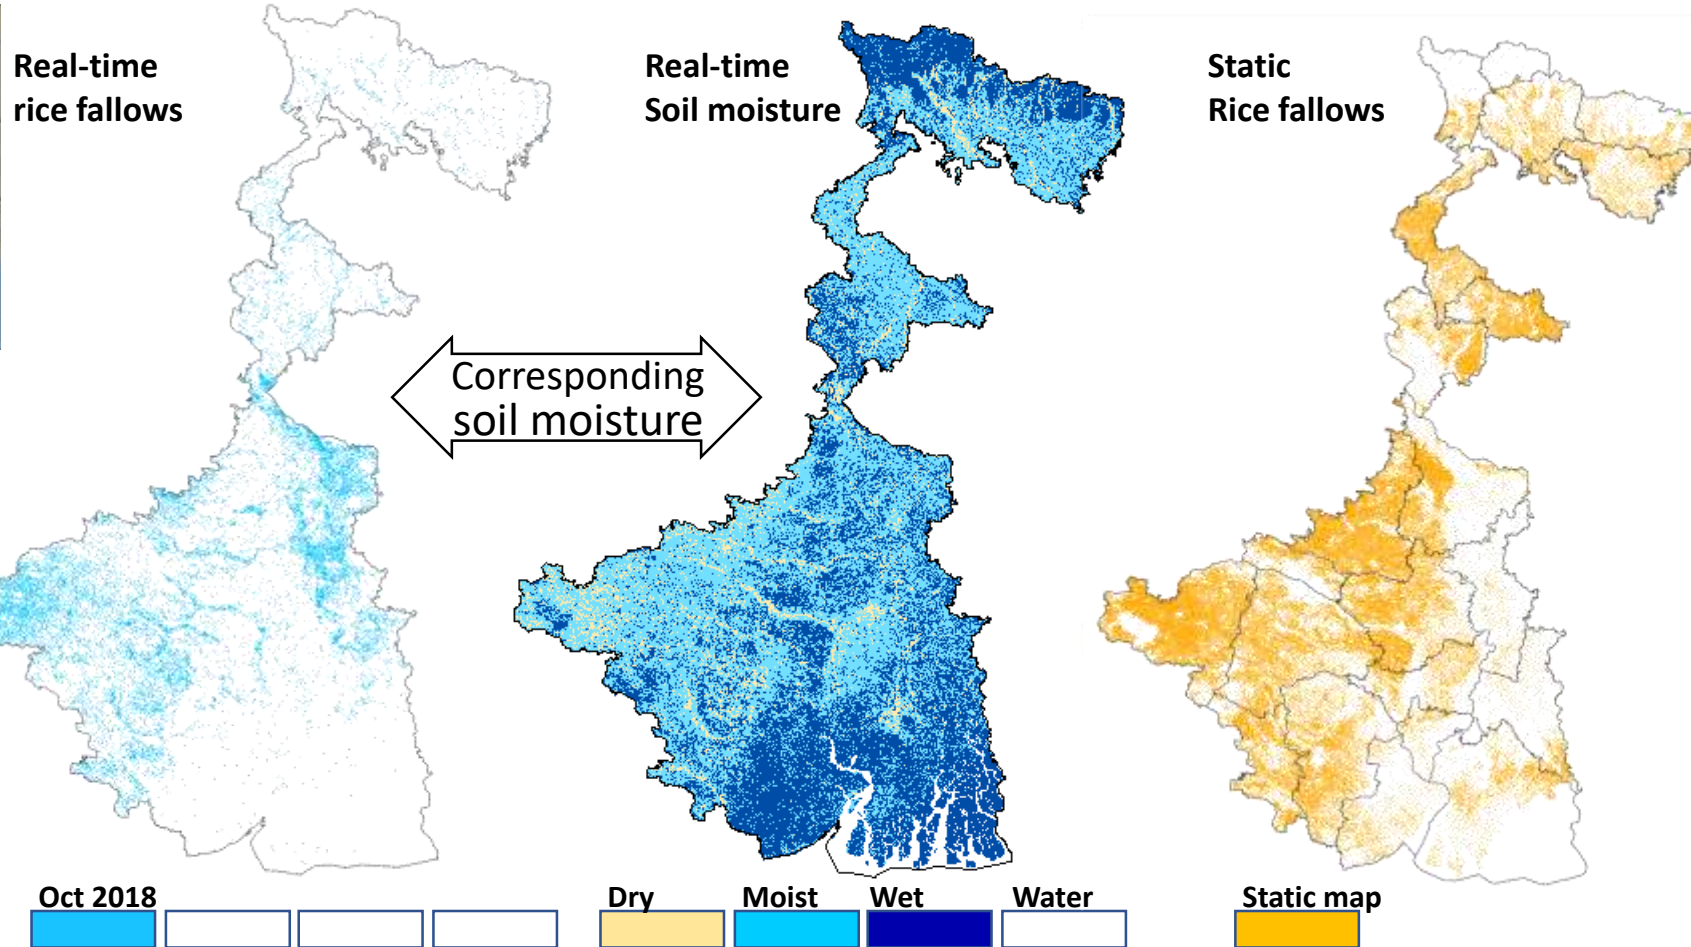 Real-time
rice fallows
Real-time
Soil moisture
Static
Rice fallows
Corresponding
soil moisture
Oct 2018
Dry
Moist
Wet
Water
Static map